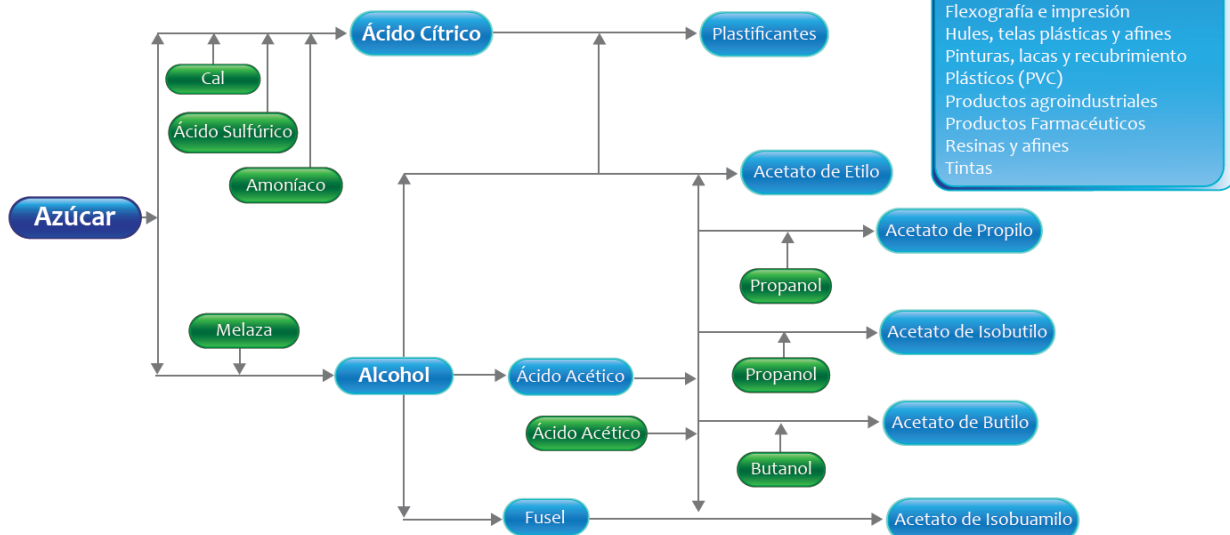 Ácido Cítrico
Plastificantes
Cal
Ácido Sulfúrico
Amoníaco
Azúcar
Acetato de Etilo
Acetato de Propilo
Propanol
Melaza
Acetato de Isobutilo
Alcohol
Ácido Acético
Propanol
Acetato de Butilo
Ácido Acético
Butanol
Fusel
Acetato de Isobuamilo
Flexografía e impresión
Hules, telas plásticas y afines
Pinturas, lacas y recubrimiento
Plásticos (PVC)
Productos agroindustriales
Productos Farmacéuticos
Resinas y afines
Tintas